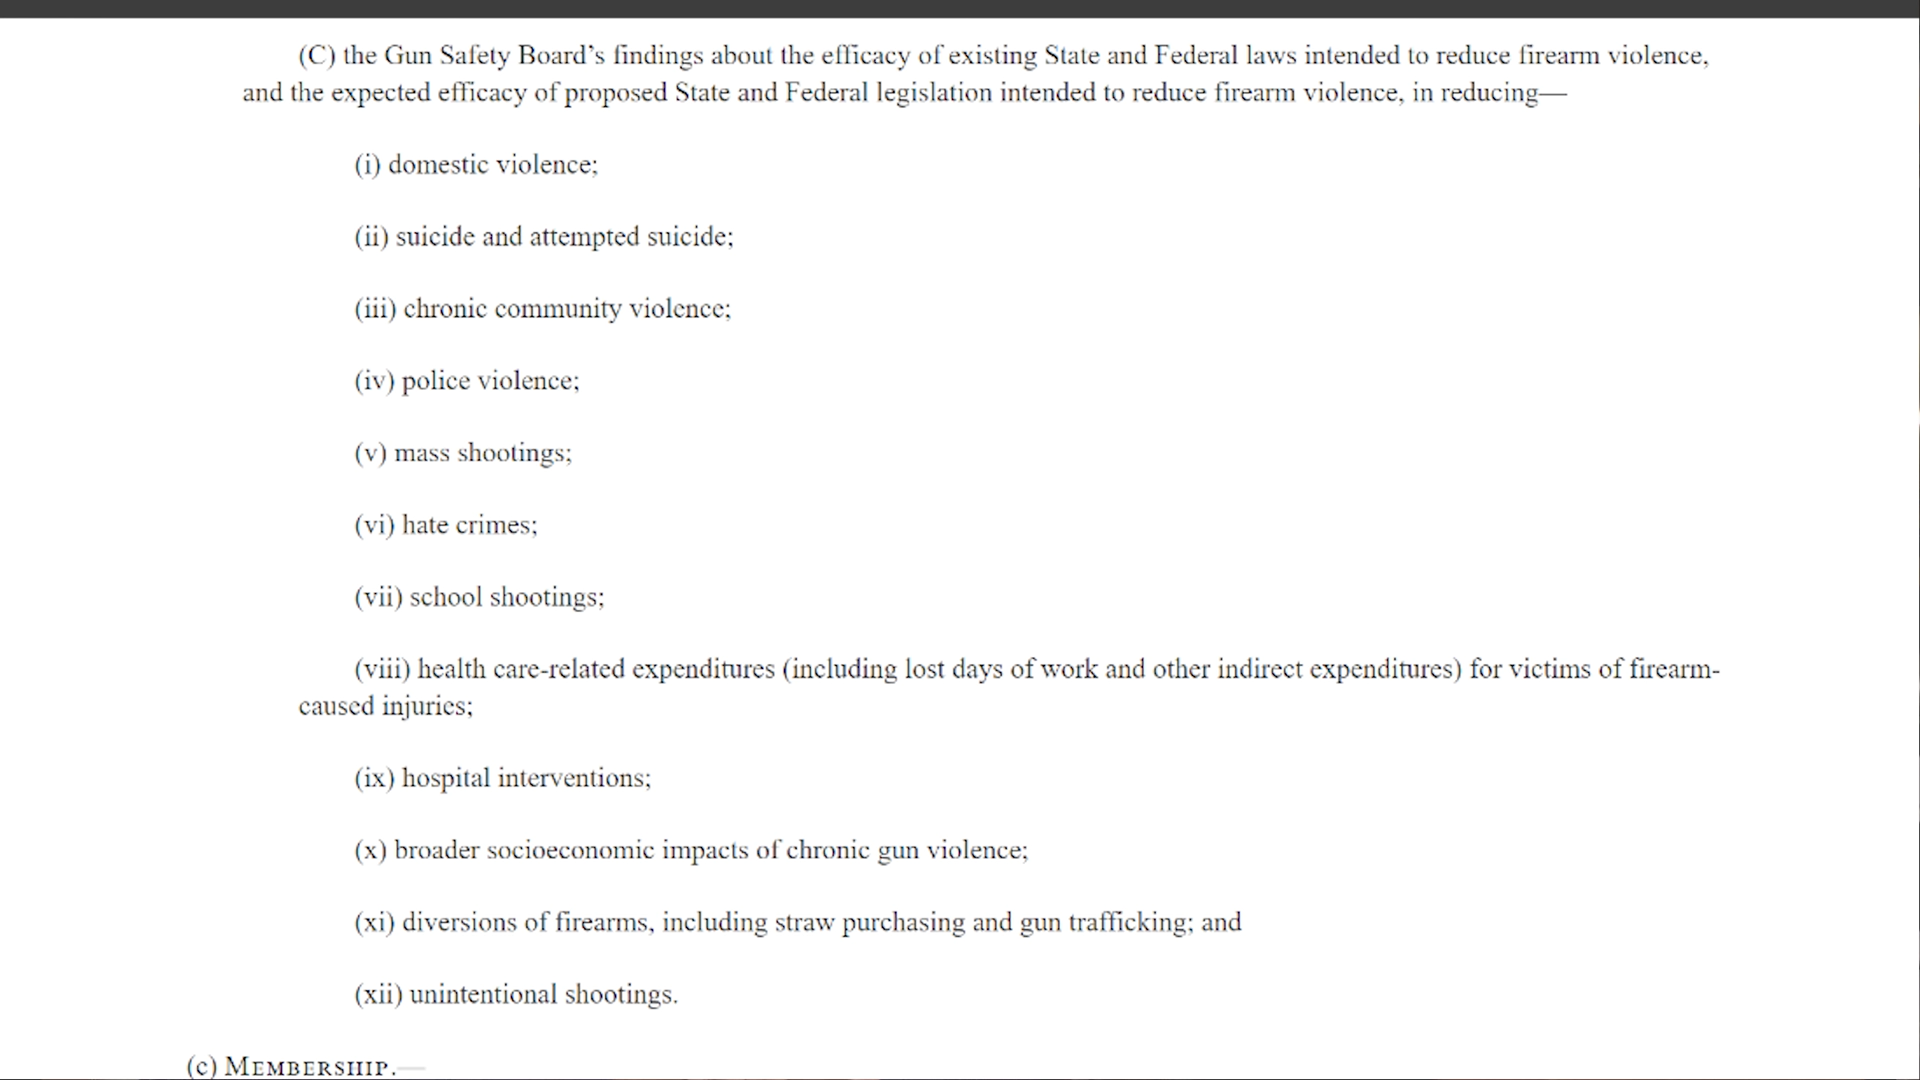 (C) the Gun Safety Board’s findings about the efficacy of existing State and Federal laws intended to reduce firearm violence,
and the expected efficacy of proposed State and Federal legislation intended to reduce firearm violence, in reducing—
(i) domestic violence;
(ii) suicide and attempted suicide;
(iii) chronic community violence;
(iv) police violence;
(v) mass shootings;
(vi) hate crimes;
(vii) school shootings;
(viii) health care-related expenditures (including lost days of work and other indirect expenditures) for victims of firearm-
caused injuries;
(ix) hospital interventions;
(x) broader socioeconomic impacts of chronic gun violence;
(xi) diversions of firearms, including straw purchasing and gun trafficking; and
(xii) unintentional shootings.
(c) MEMBERSHIP.—